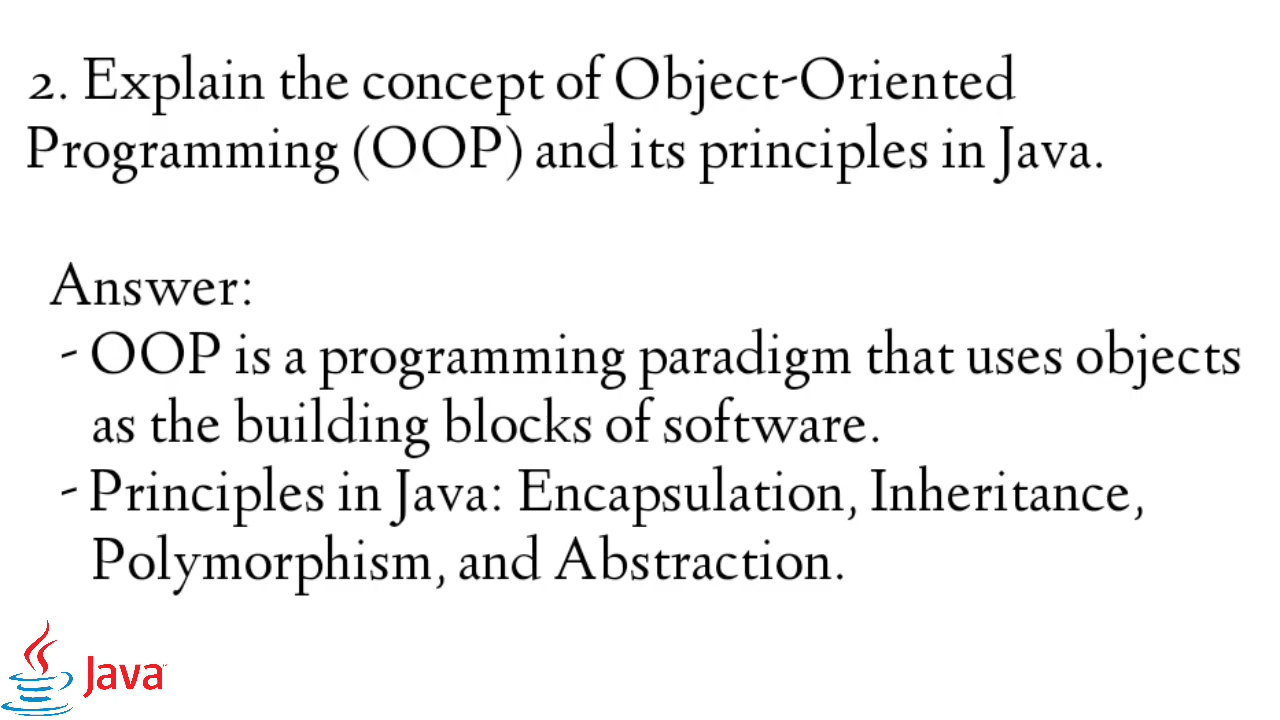 2. Explain the concept of Object-Oriented
Programming (OOP) and its principles in Java.
Answer:
- OOP is a programming paradigm that uses objects
as the building blocks of software.
- Principles in Java: Encapsulation, Inheritance,
Polymorphism, and Abstraction.
Java